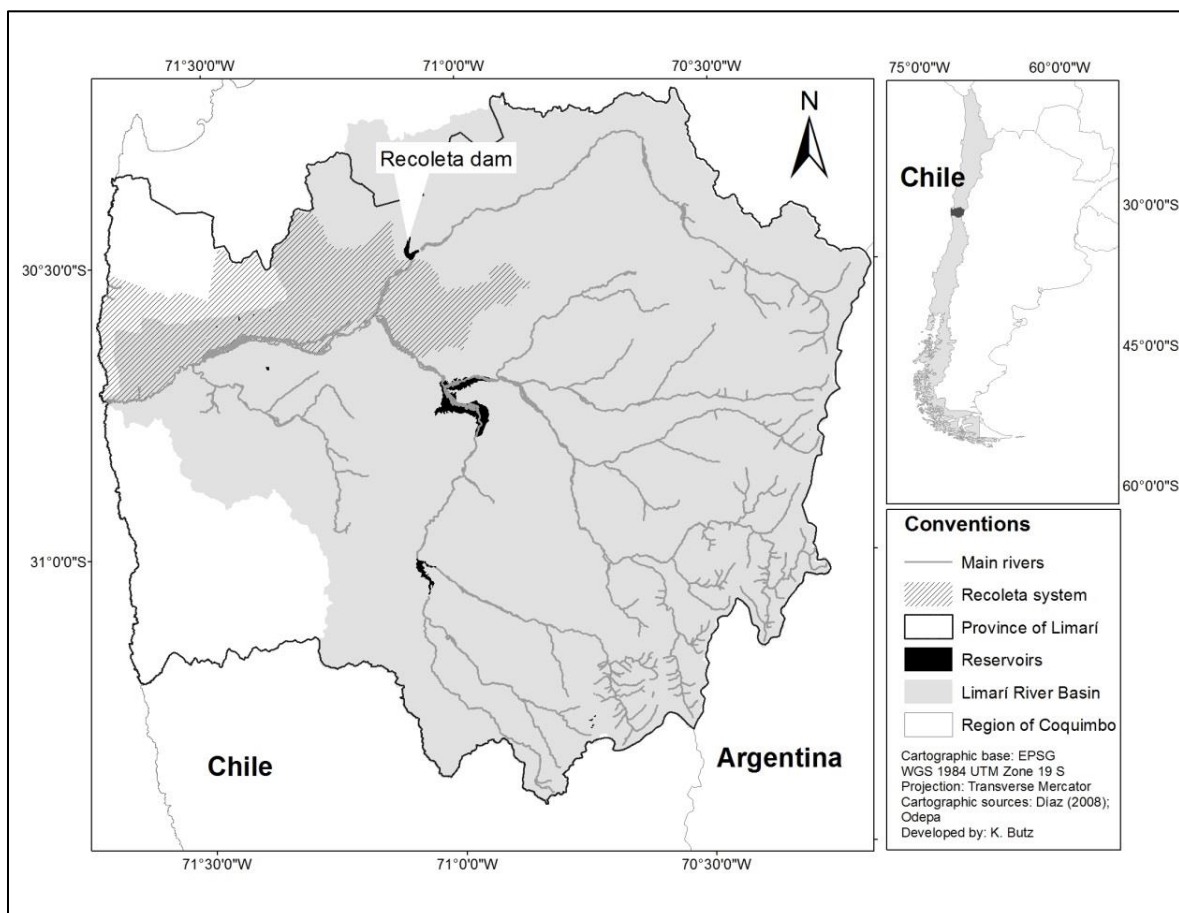 71°30'0"W
71°0'0"W
70°30'0"W
75°0'0"W
60°0'0"W
N
Recoleta dam
Chile
30°0'0"S
30°30'0"S
45°0'0"S
60°0'0"S
31°0'0"S
Chile
Argentina
71°30'0"W
71°0'0"W
70°30'0"W
Conventions
Main rivers
Recoleta system
Province of Limarí
Reservoirs
Limarí River Basin
Region of Coquimbo
Cartographic base: EPSG
WGS 1984 UTM Zone 19 S
Projection: Transverse Mercator
Cartographic sources: Díaz (2008);
Odepa
Developed by: K. Butz